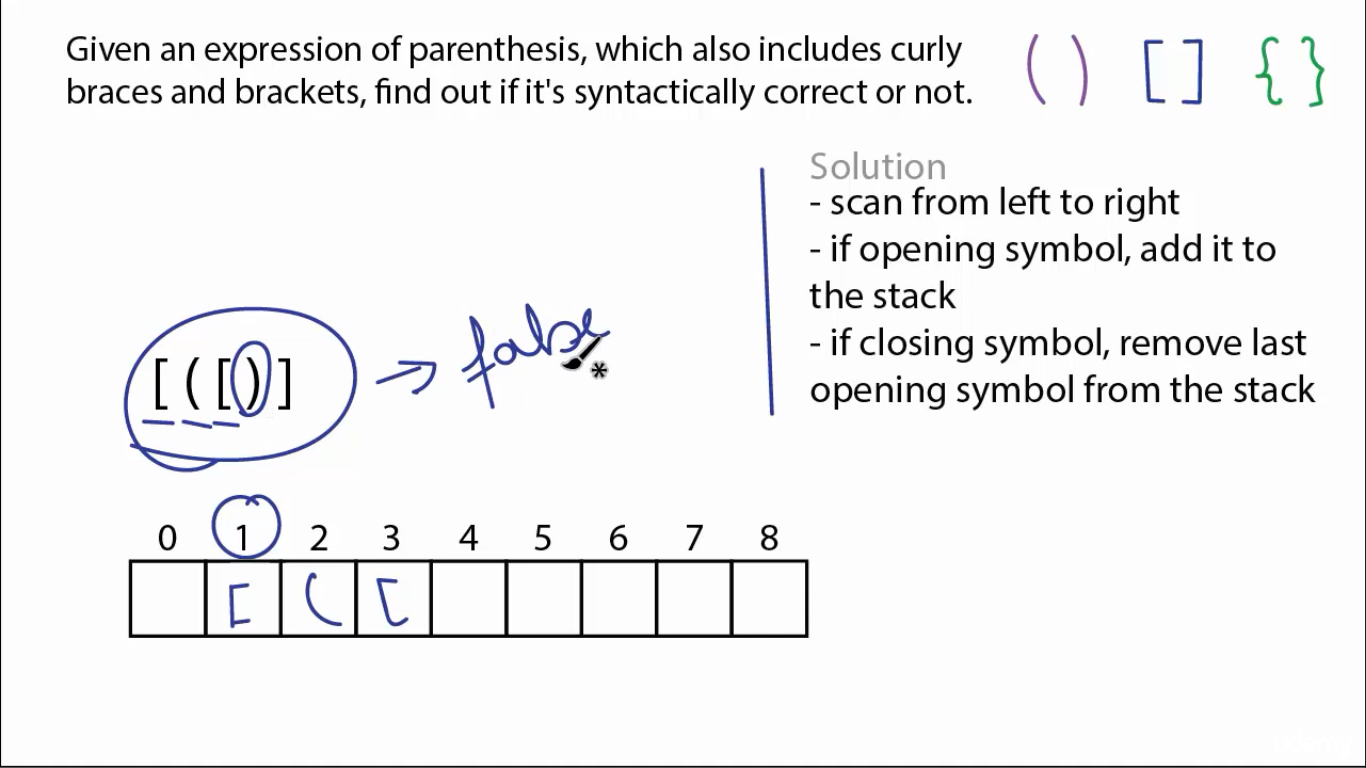 Given an expression of parenthesis, which also includes curly ( ) [ ] { }
braces and brackets, find out if it's syntactically correct or not.
Solution
- scan from left to right
- if opening symbol, add it to
the stack
- if closing symbol, remove last
opening symbol from the stack
[ ( [ ) ] → false
*
0 1 2 3 4 5 6 7 8
[ ( [
udemy